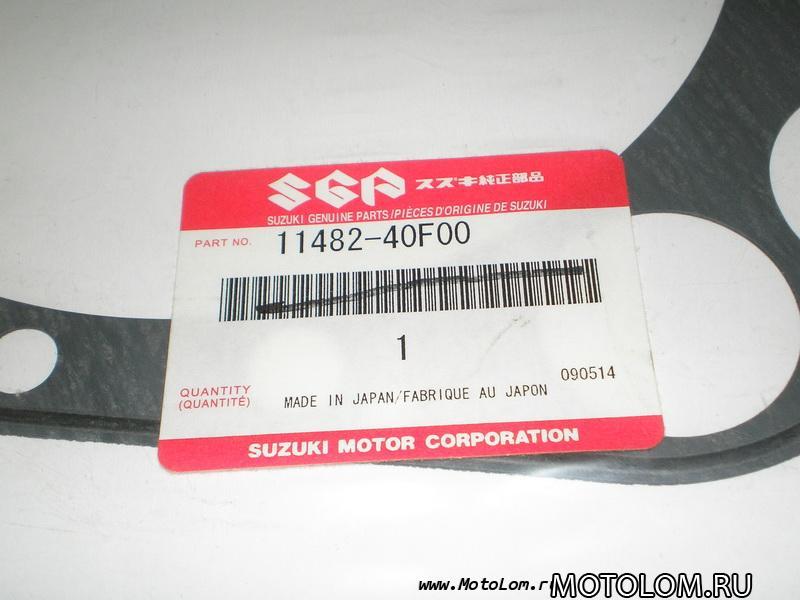 SGP スズキ純正部品
SUZUKI GENUINE PARTS/PIÈCES D'ORIGINE DE SUZUKI
PART NO. 11482-40F00
1
090514
QUANTITY
(QUANTITÉ)
MADE IN JAPAN/FABRIQUE AU JAPON
SUZUKI MOTOR CORPORATION
www.MotoLom.r
MOTOLOM.RU